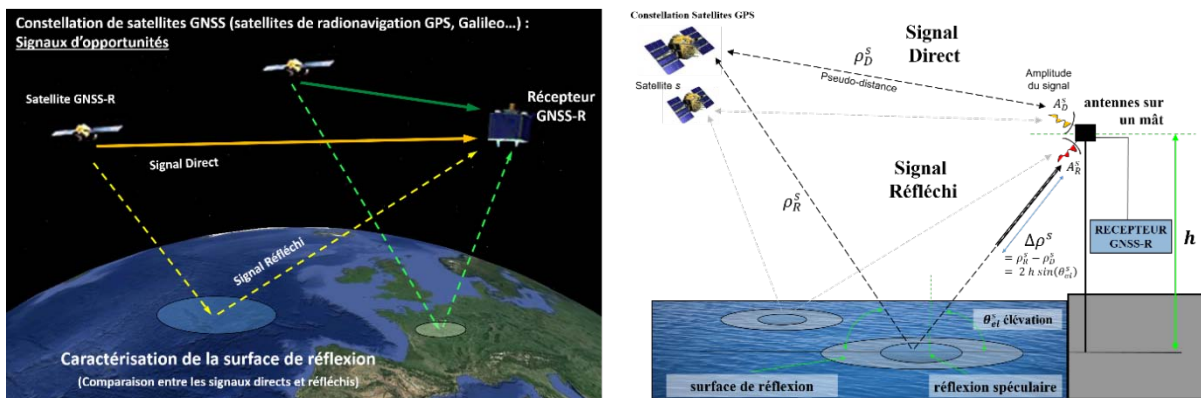 Constellation de satellites GNSS (satellites de radionavigation GPS, Galileo…) :
Signaux d’opportunités
Satellite GNSS-R
Récepteur
GNSS-R
Signal Direct
Signal Réfléchi
Caractérisation de la surface de réflexion
(Comparaison entre les signaux directs et réfléchis)
Constellation Satellites GPS
Signal
Direct
ρ_D^s
Pseudo-distance
Satellite s
Amplitude
du signal
A_D^s
antennes sur
un mât
Signal
Réfléchi
A_R^s
ρ_R^s
RECEPTEUR
GNSS-R
h
Δρ^s
= ρ_R^s − ρ_D^s
= 2 h sin(θ_el^s)
θ_el^s élévation
surface de réflexion
réflexion spéculaire